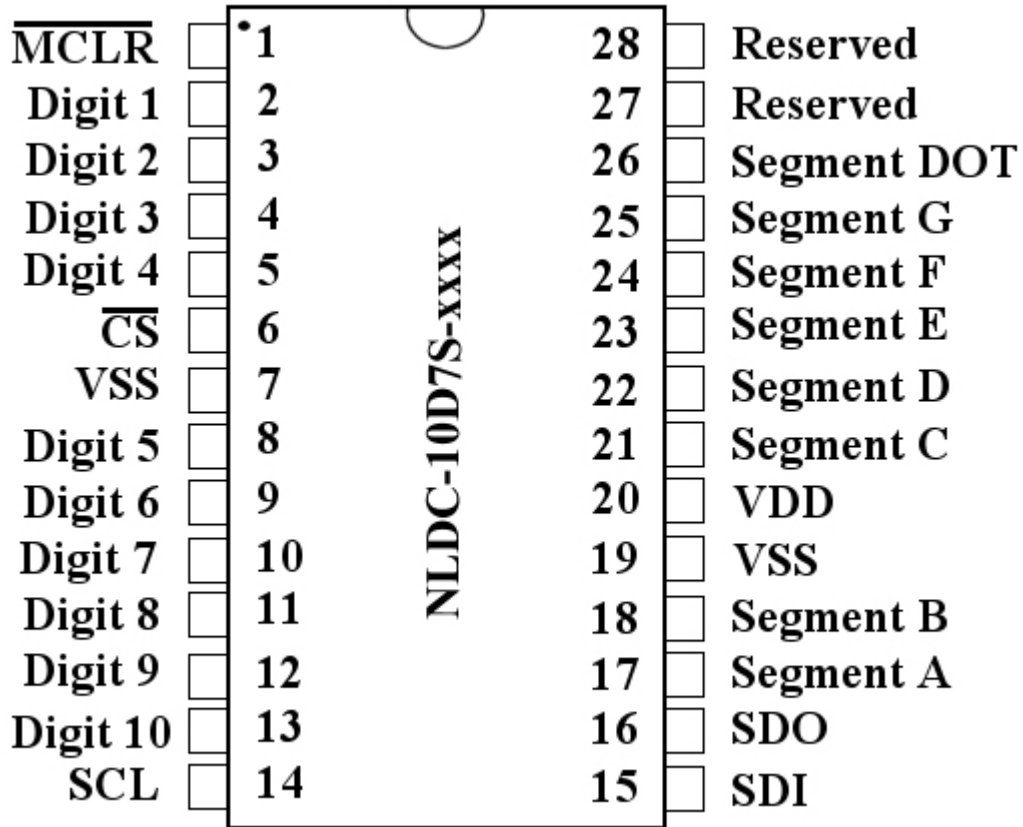 MCLR 1 28 Reserved
Digit 1 2 27 Reserved
Digit 2 3 26 Segment DOT
Digit 3 4 25 Segment G
Digit 4 5 24 Segment F
CS 6 23 Segment E
VSS 7 22 Segment D
Digit 5 8 21 Segment C
Digit 6 9 20 VDD
Digit 7 10 19 VSS
Digit 8 11 18 Segment B
Digit 9 12 17 Segment A
Digit 10 13 16 SDO
SCL 14 15 SDI
NLDC-10D7S-xxxx